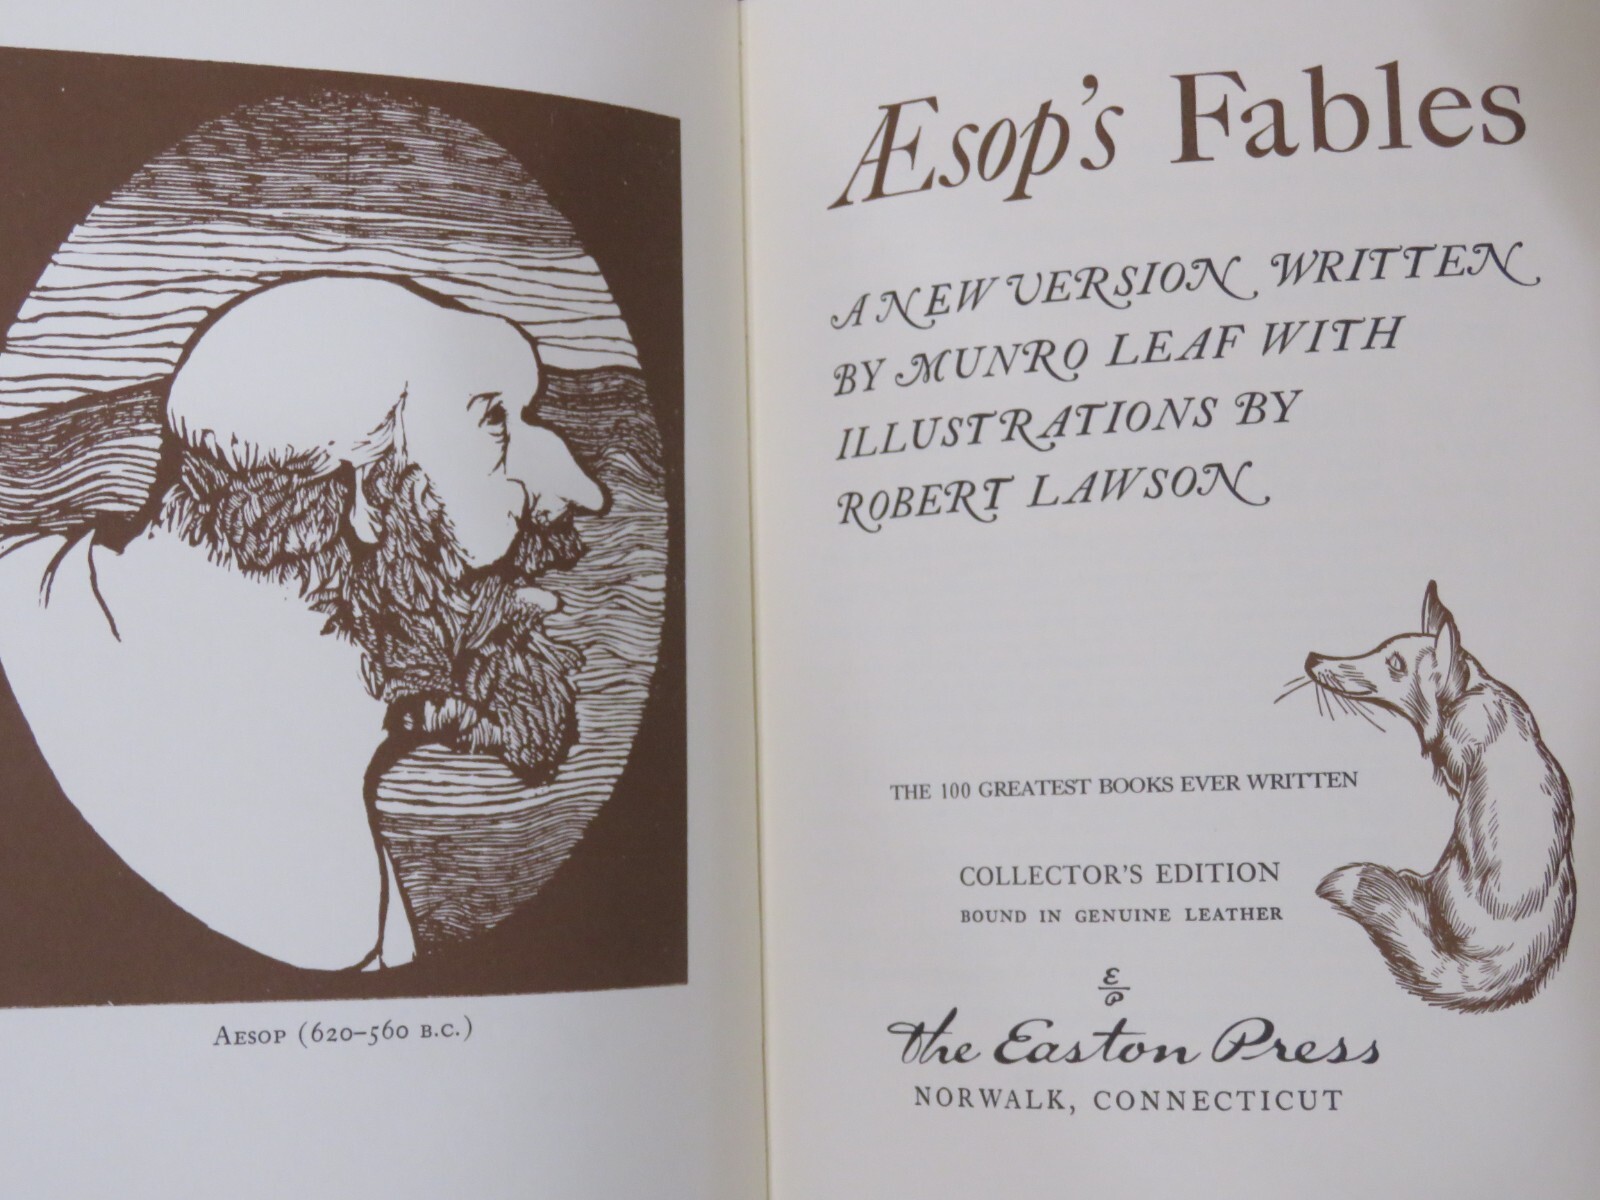 AESOP (620–560 B.C.)
Æsop's Fables
A NEW VERSION WRITTEN
BY MUNRO LEAF WITH
ILLUSTRATIONS BY
ROBERT LAWSON
THE 100 GREATEST BOOKS EVER WRITTEN
COLLECTOR'S EDITION
BOUND IN GENUINE LEATHER
The Easton Press
NORWALK, CONNECTICUT